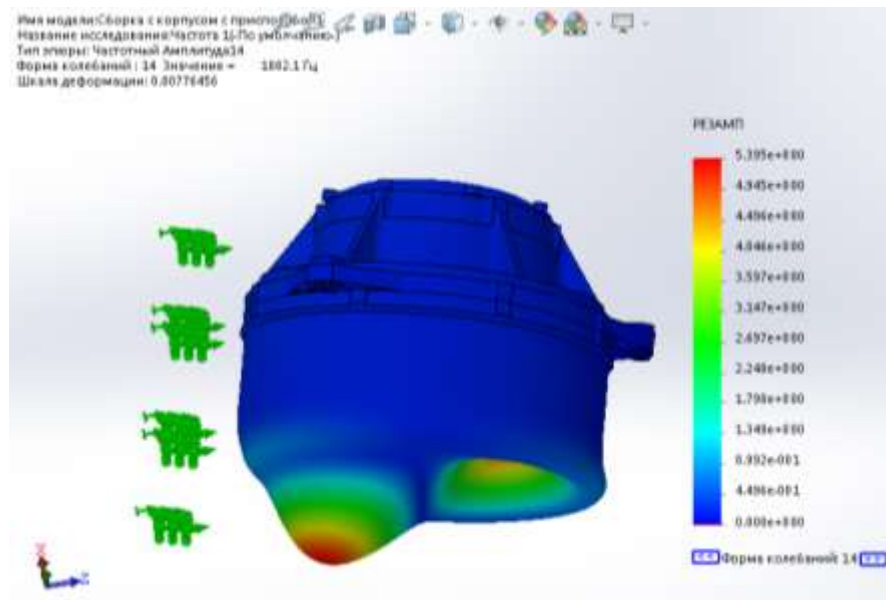 Имя модели:Сборка с корпусом с
Название исследования:Частота 1(-По умолчанию-)
Тип эпюры: Частотный Амплитуда14
Форма колебаний : 14 Значение = 1882.1 Гц
Шкала деформации: 0.00776456
РЕЗАМП
5.395e+000
4.945e+000
4.496e+000
4.046e+000
3.597e+000
3.147e+000
2.697e+000
2.248e+000
1.798e+000
1.349e+000
8.992e-001
4.496e-001
0.000e+000
Форма колебаний: 14